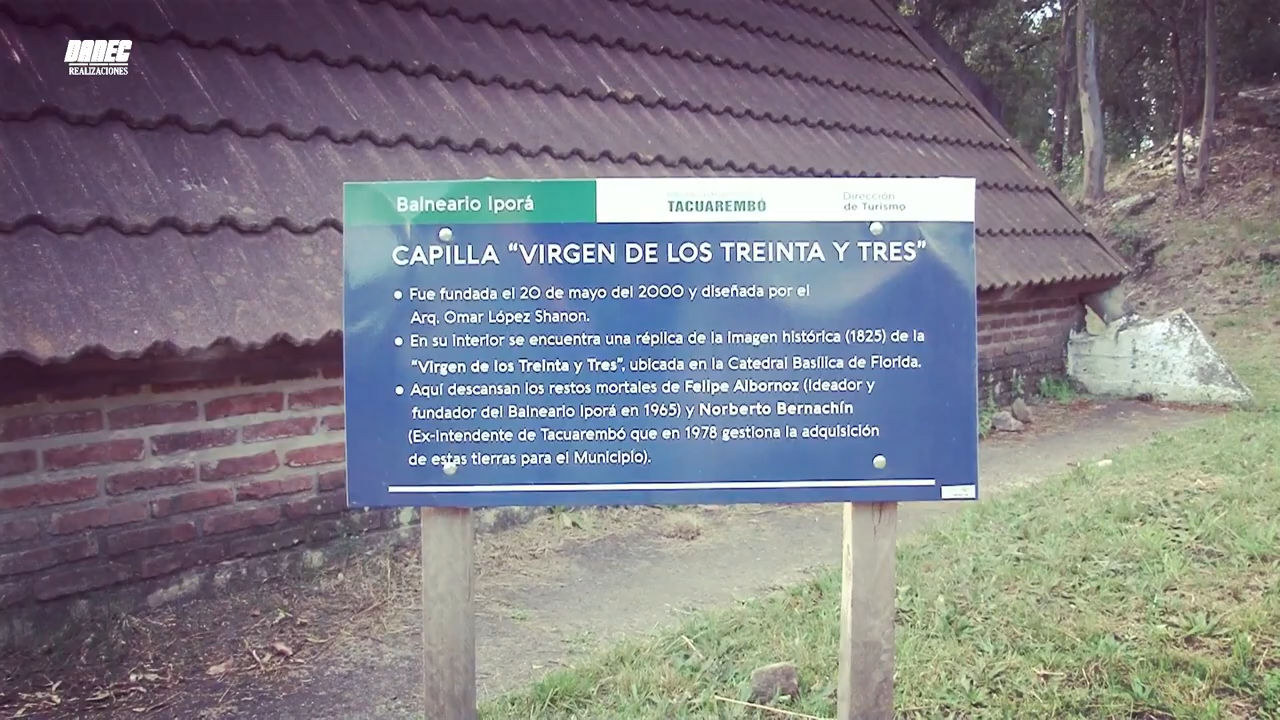 DANEC
REALIZACIONES
Balneario Iporá
TACUAREMBÓ
Dirección
de Turismo
CAPILLA “VIRGEN DE LOS TREINTA Y TRES”
• Fue fundada el 20 de mayo del 2000 y diseñada por el
Arq. Omar López Shanon.
• En su interior se encuentra una réplica de la imagen histórica (1825) de la
“Virgen de los Treinta y Tres”, ubicada en la Catedral Basílica de Florida.
• Aquí descansan los restos mortales de Felipe Albornoz (Ideador y
fundador del Balneario Iporá en 1965) y Norberto Bernachín
(Ex-Intendente de Tacuarembó que en 1978 gestiona la adquisición
de estas tierras para el Municipio).